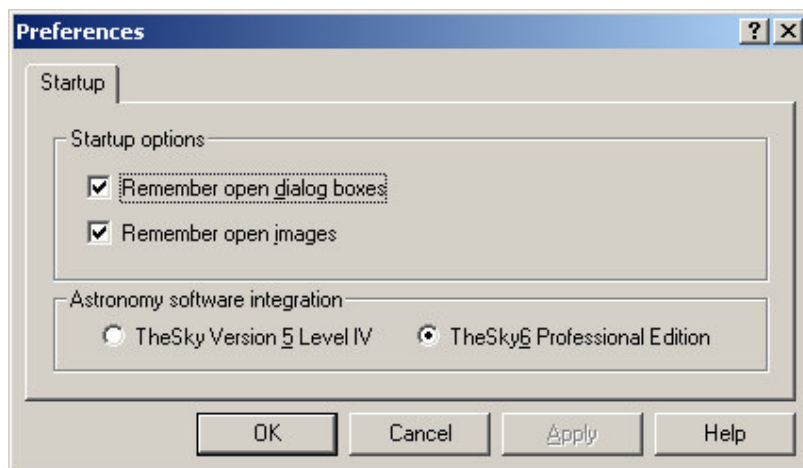 Preferences
Startup
Startup options
Remember open dialog boxes
Remember open images
Astronomy software integration
TheSky Version 5 Level IV TheSky6 Professional Edition
OK Cancel Apply Help